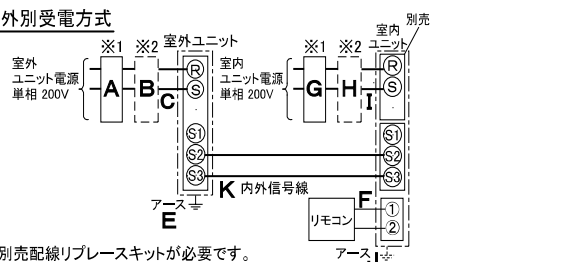 外別受電方式
別売
※1 ※2 室外ユニット
※1 ※2
室内
ユニット
室外
ユニット電源
単相 200V
A B C
R
S
S1
S2
S3
室内
ユニット電源
単相 200V
G H I
R
S
S1
S2
S3
K 内外信号線
アース
E
F
リモコン
①
②
アース
別売配線リプレースキットが必要です。